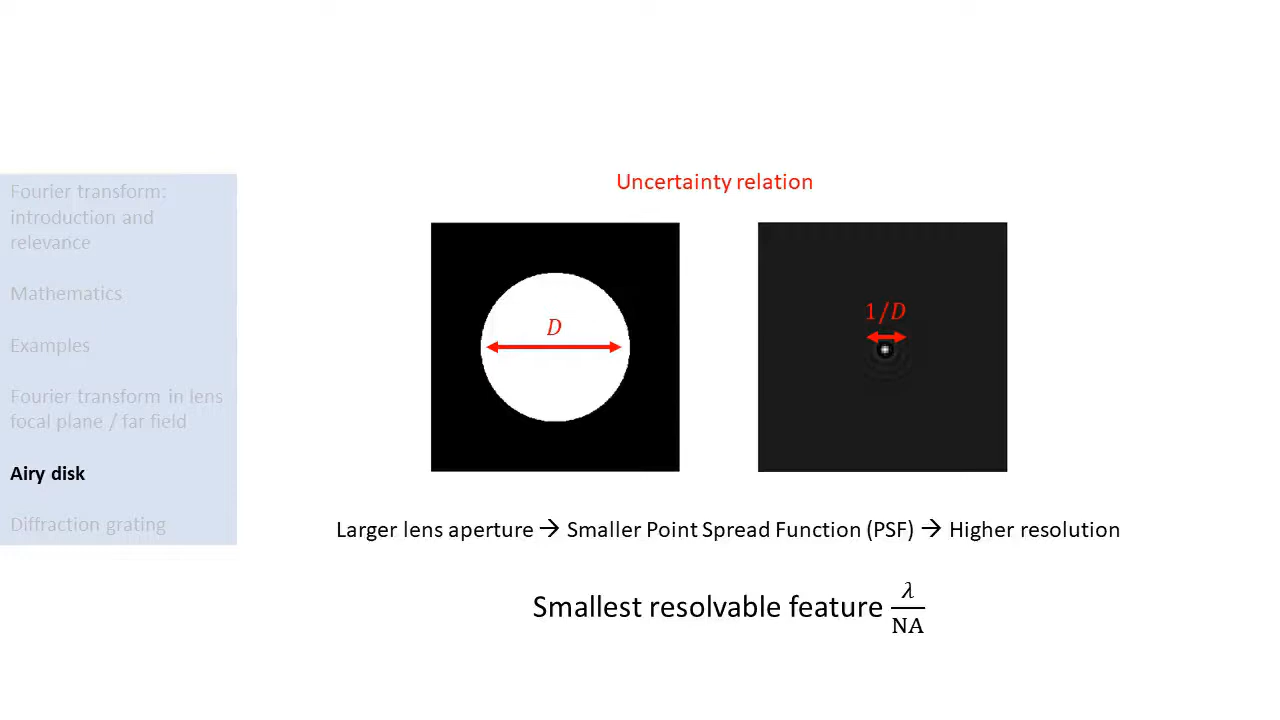 Fourier transform:
introduction and
relevance
Mathematics
Examples
Fourier transform in lens
focal plane / far field
Airy disk
Diffraction grating
Uncertainty relation
D
1/D
Larger lens aperture → Smaller Point Spread Function (PSF) → Higher resolution
Smallest resolvable feature λ/NA